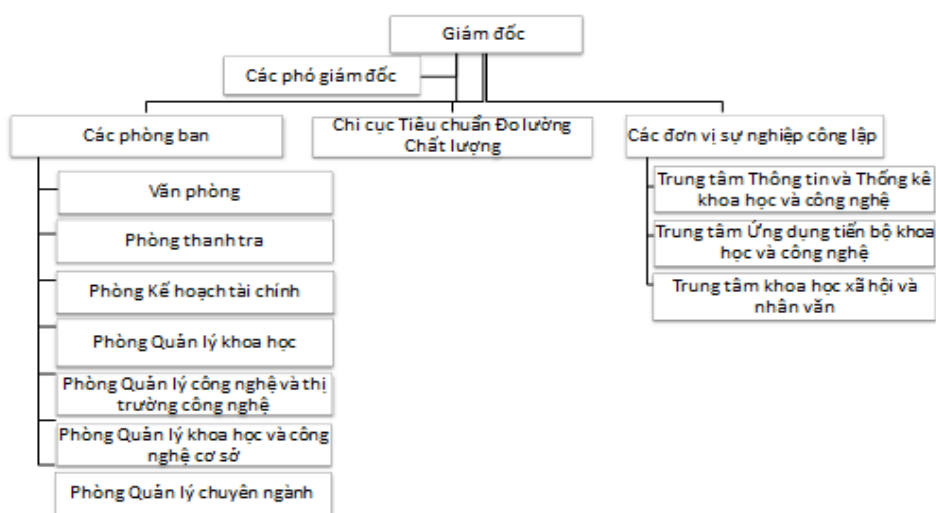 Giám đốc
Các phó giám đốc
Các phòng ban
Chi cục Tiêu chuẩn Đo lường
Chất lượng
Các đơn vị sự nghiệp công lập
Văn phòng
Phòng thanh tra
Phòng Kế hoạch tài chính
Phòng Quản lý khoa học
Phòng Quản lý công nghệ và thị
trường công nghệ
Phòng Quản lý khoa học và công
nghệ cơ sở
Phòng Quản lý chuyên ngành
Trung tâm Thông tin và Thống kê
khoa học và công nghệ
Trung tâm Ứng dụng tiến bộ khoa
học và công nghệ
Trung tâm khoa học xã hội và
nhân văn